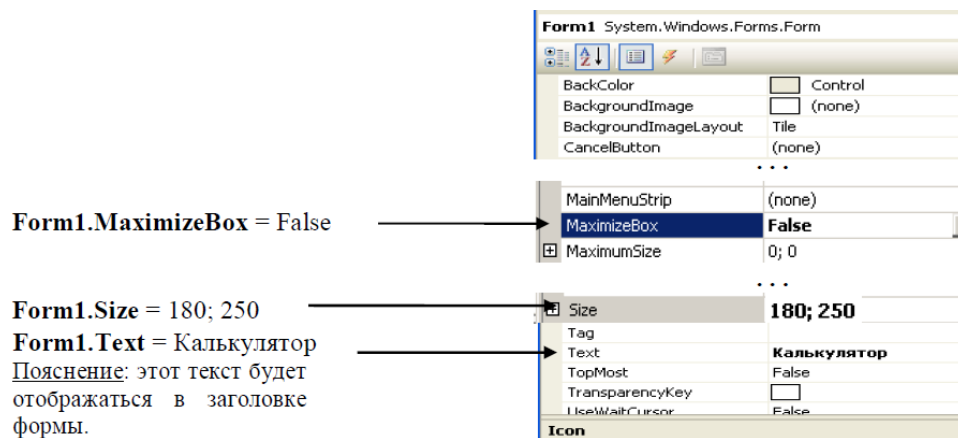 Form1 System.Windows.Forms.Form
BackColor Control
BackgroundImage (none)
BackgroundImageLayout Tile
CancelButton (none)
...
MainMenuStrip (none)
Form1.MaximizeBox = False
MaximizeBox False
MaximumSize 0; 0
...
Form1.Size = 180; 250
Size 180; 250
Tag
Form1.Text = Калькулятор
Text Калькулятор
Пояснение: этот текст будет
отображаться в заголовке
формы.
TopMost False
TransparencyKey
UseWaitCursor False
Icon